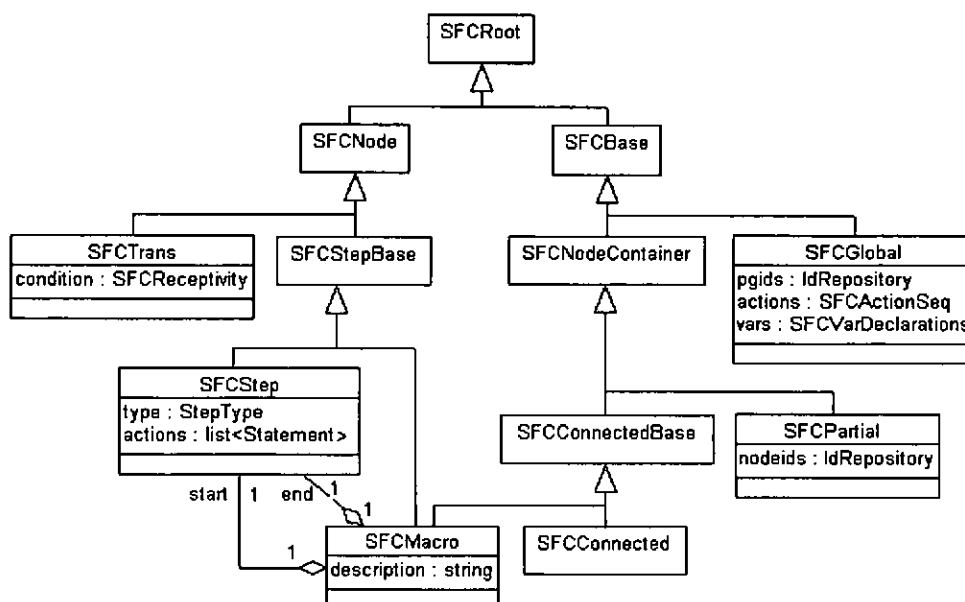 SFCRoot
SFCNode
SFCBase
SFCTrans
condition : SFCReceptivity
SFCStepBase
SFCNodeContainer
SFCGlobal
pgids : IdRepository
actions : SFCActionSeq
vars : SFCVarDeclarations
SFCStep
type : StepType
actions : list<Statement>
SFCConnectedBase
SFCPartial
nodeids : IdRepository
start 1 end 1
1
1
SFCMacro
description : string
SFCConnected